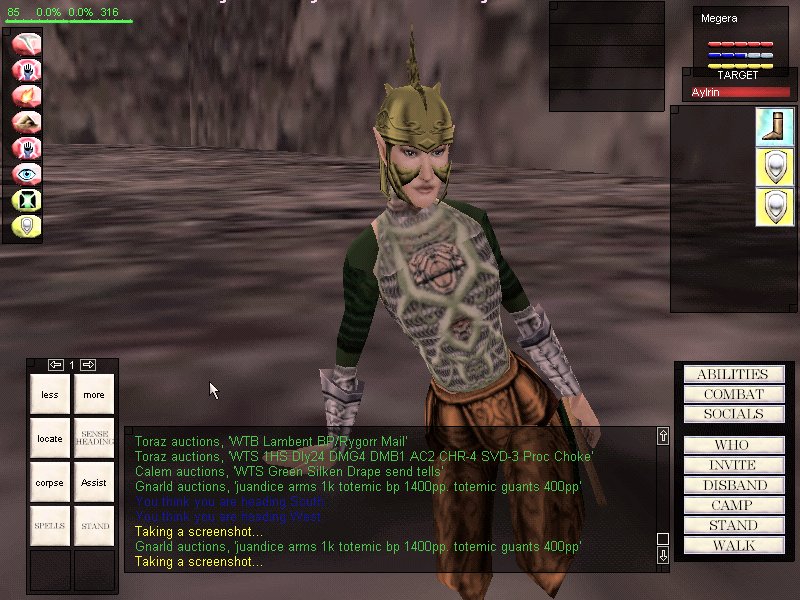 85 0.0% 0.0% 316
Megera
TARGET
Aylrin
1
less more
locate SENSE HEADING
corpse Assist
SPELLS STAND
Toraz auctions, 'WTB Lambent BP/Rygorr Mail'
Toraz auctions, 'WTS 1HS Dly24 DMG4 DMB1 AC2 CHR-4 SVD-3 Proc Choke'
Calem auctions, 'WTS Green Silken Drape send tells'
Gnarld auctions, 'juandice arms 1k totemic bp 1400pp. totemic guants 400pp'
You think you are heading South.
You think you are heading West.
Taking a screenshot...
Gnarld auctions, 'juandice arms 1k totemic bp 1400pp. totemic guants 400pp'
Taking a screenshot...
ABILITIES
COMBAT
SOCIALS
WHO
INVITE
DISBAND
CAMP
STAND
WALK